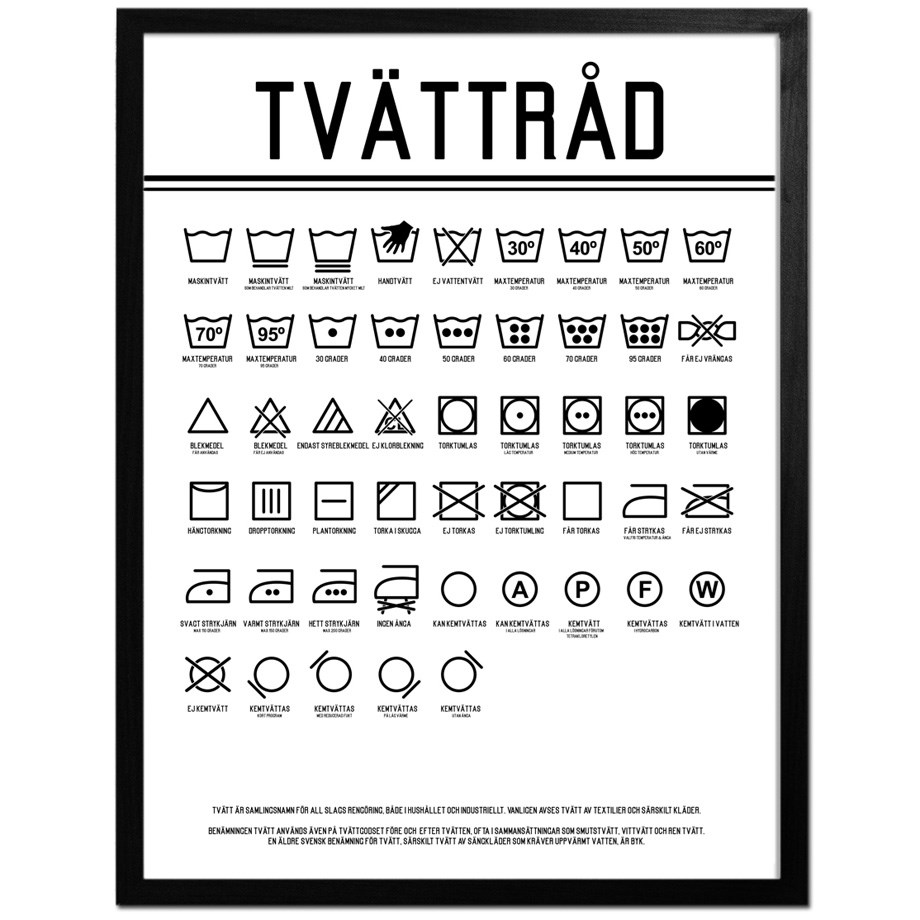 TVÄTTRÅD
30º 40º 50º 60º
MASKINTVÄTT MASKINTVÄTT MASKINTVÄTT HANDTVÄTT EJ VATTENTVÄTT MAXTEMPERATUR MAXTEMPERATUR MAXTEMPERATUR MAXTEMPERATUR
SOM BEHANDLAR TVÄTTEN MILT SOM BEHANDLAR TVÄTTEN MYCKET MILT 30 GRADER 40 GRADER 50 GRADER 60 GRADER
70º 95º
MAXTEMPERATUR MAXTEMPERATUR 30 GRADER 40 GRADER 50 GRADER 60 GRADER 70 GRADER 95 GRADER FÅR EJ VRÄNGAS
70 GRADER 95 GRADER
CL
BLEKMEDEL BLEKMEDEL ENDAST SYREBLEKMEDEL EJ KLORBLEKNING TORKTUMLAS TORKTUMLAS TORKTUMLAS TORKTUMLAS TORKTUMLAS
FÅR ANVÄNDAS FÅR EJ ANVÄNDAS LÅG TEMPERATUR MEDIUM TEMPERATUR HÖG TEMPERATUR UTAN VÄRME
HÄNGTORKNING DROPPTORKNING PLANTORKNING TORKA I SKUGGA EJ TORKAS EJ TORKTUMLING FÅR TORKAS FÅR STRYKAS FÅR EJ STRYKAS
VALFRI TEMPERATUR & ÅNGA
A P F W
SVAGT STRYKJÄRN VARMT STRYKJÄRN HETT STRYKJÄRN INGEN ÅNGA KAN KEMTVÄTTAS KAN KEMTVÄTTAS KEMTVÄTT KEMTVÄTTAS KEMTVÄTT I VATTEN
MAX 110 GRADER MAX 150 GRADER MAX 200 GRADER I ALLA LÖSNINGAR I ALLA LÖSNINGAR FÖRUTOM I HYDROCARBON
TETRAKLORETYLEN
EJ KEMTVÄTT KEMTVÄTTAS KEMTVÄTTAS KEMTVÄTTAS KEMTVÄTTAS
KORT PROGRAM MED REDUCERAD FUKT PÅ LÅG VÄRME UTAN ÅNGA
TVÄTT ÄR SAMLINGSNAMN FÖR ALL SLAGS RENGÖRING, BÅDE I HUSHÅLLET OCH INDUSTRIELLT. VANLIGEN AVSES TVÄTT AV TEXTILIER OCH SÄRSKILT KLÄDER.
BENÄMNINGEN TVÄTT ANVÄNDS ÄVEN PÅ TVÄTTGODSET FÖRE OCH EFTER TVÄTTEN, OFTA I SAMMANSÄTTNINGAR SOM SMUTSTVÄTT, VITTVÄTT OCH REN TVÄTT.
EN ÄLDRE SVENSK BENÄMNING FÖR TVÄTT, SÄRSKILT TVÄTT AV SÄNGKLÄDER SOM KRÄVER UPPVÄRMT VATTEN, ÄR BYK.